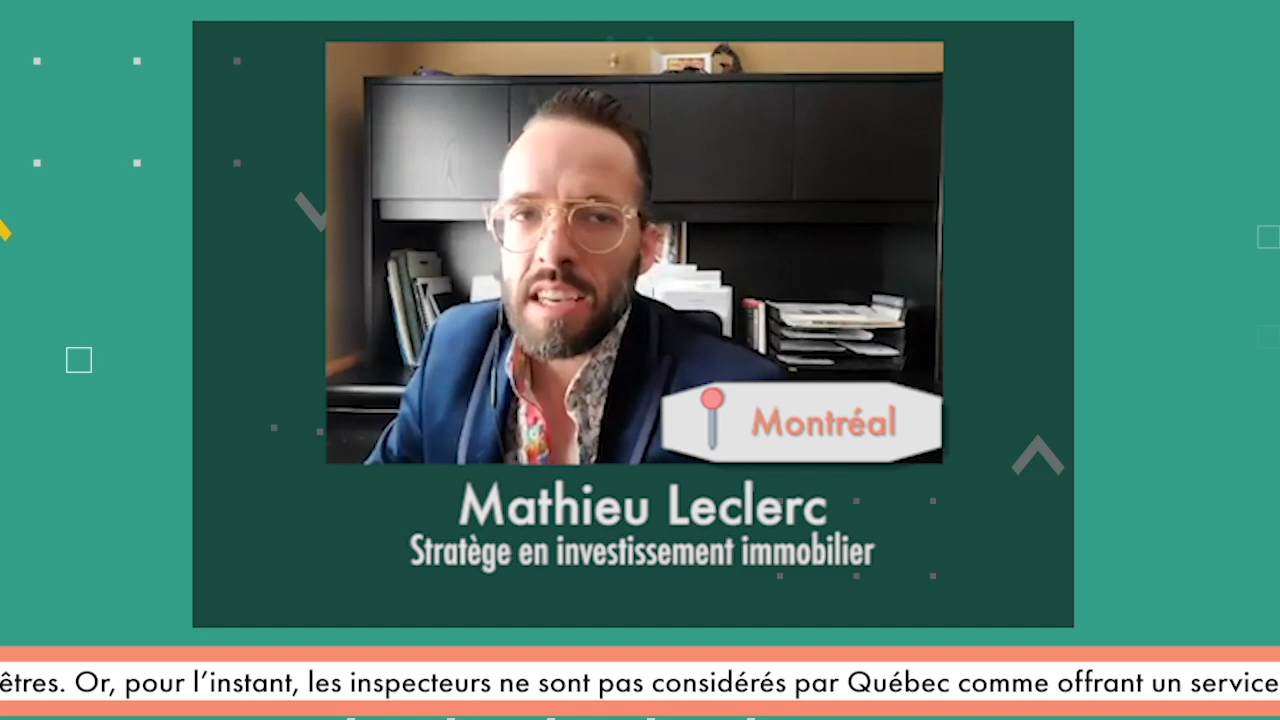 Montréal
Mathieu Leclerc
Stratège en investissement immobilier
êtres. Or, pour l’instant, les inspecteurs ne sont pas considérés par Québec comme offrant un service